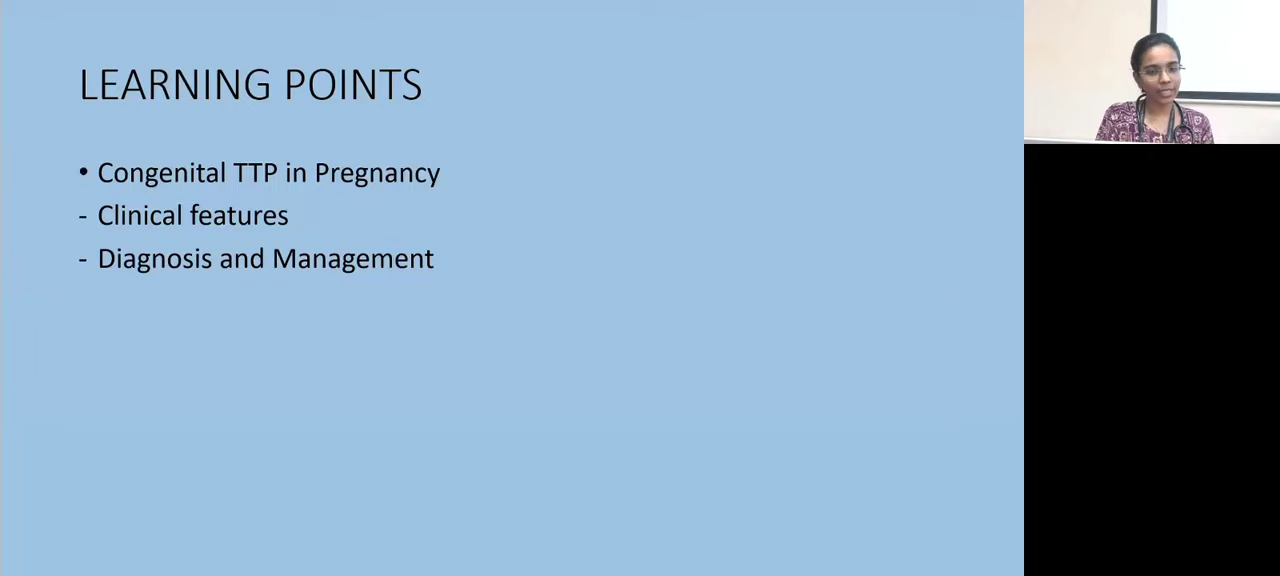 LEARNING POINTS
• Congenital TTP in Pregnancy
- Clinical features
- Diagnosis and Management